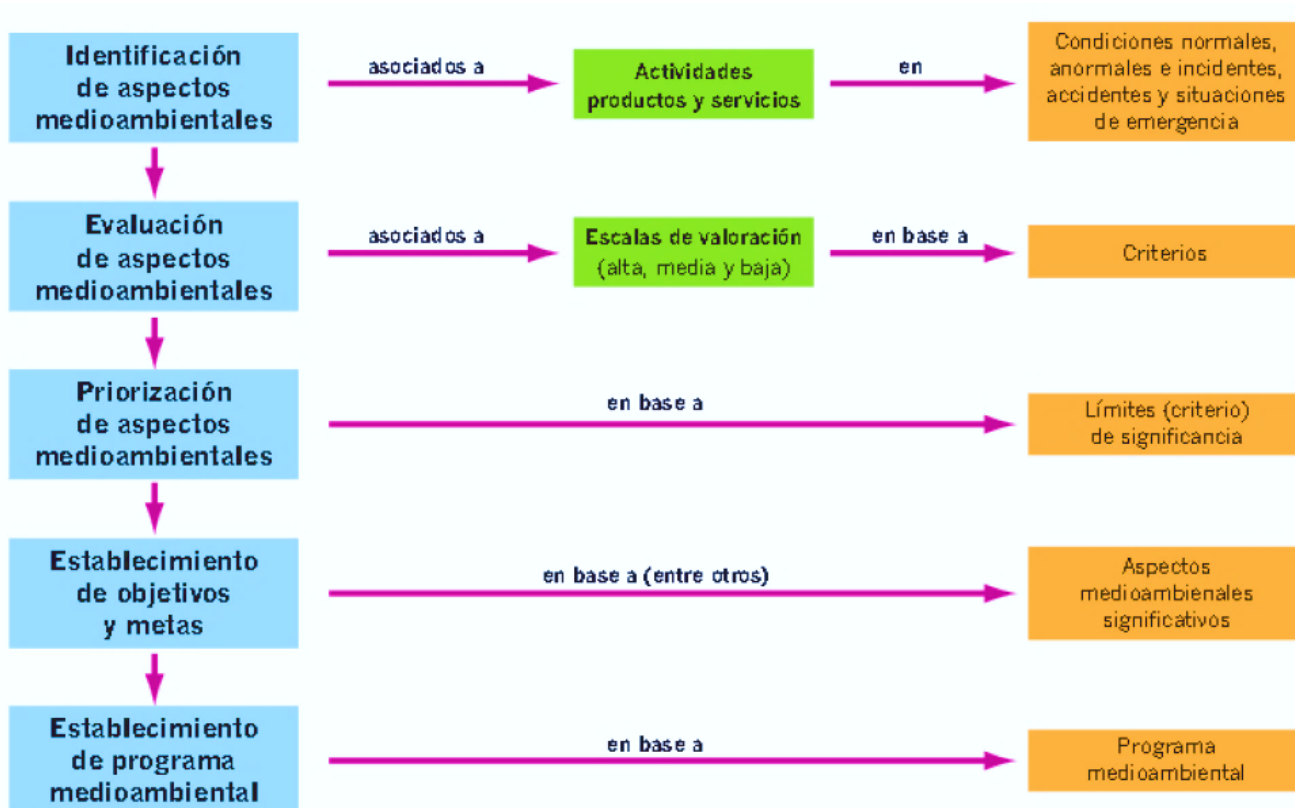 Identificación
de aspectos
medioambientales
asociados a
Actividades
productos y servicios
en
Condiciones normales,
anormales e incidentes,
accidentes y situaciones
de emergencia
Evaluación
de aspectos
medioambientales
asociados a
Escalas de valoración
(alta, media y baja)
en base a
Criterios
Priorización
de aspectos
medioambientales
en base a
Límites (criterio)
de significancia
Establecimiento
de objetivos
y metas
en base a (entre otros)
Aspectos
medioambienales
significativos
Establecimiento
de programa
medioambiental
en base a
Programa
medioambiental